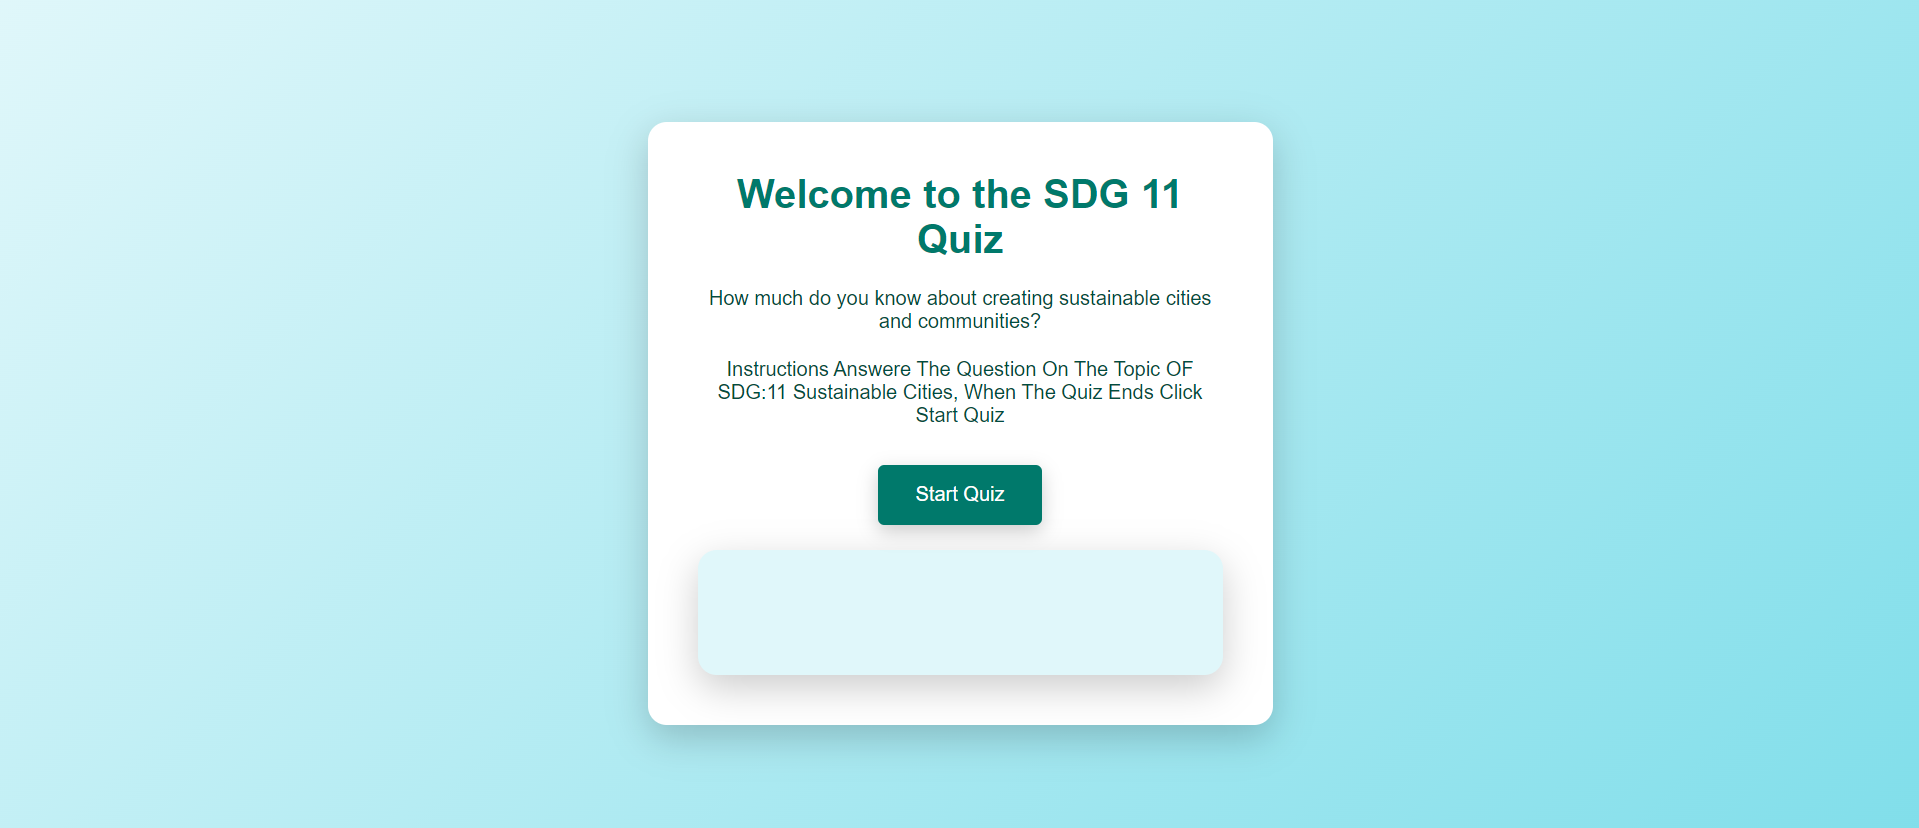 Welcome to the SDG 11
Quiz
How much do you know about creating sustainable cities
and communities?
Instructions Answere The Question On The Topic OF
SDG:11 Sustainable Cities, When The Quiz Ends Click
Start Quiz
Start Quiz